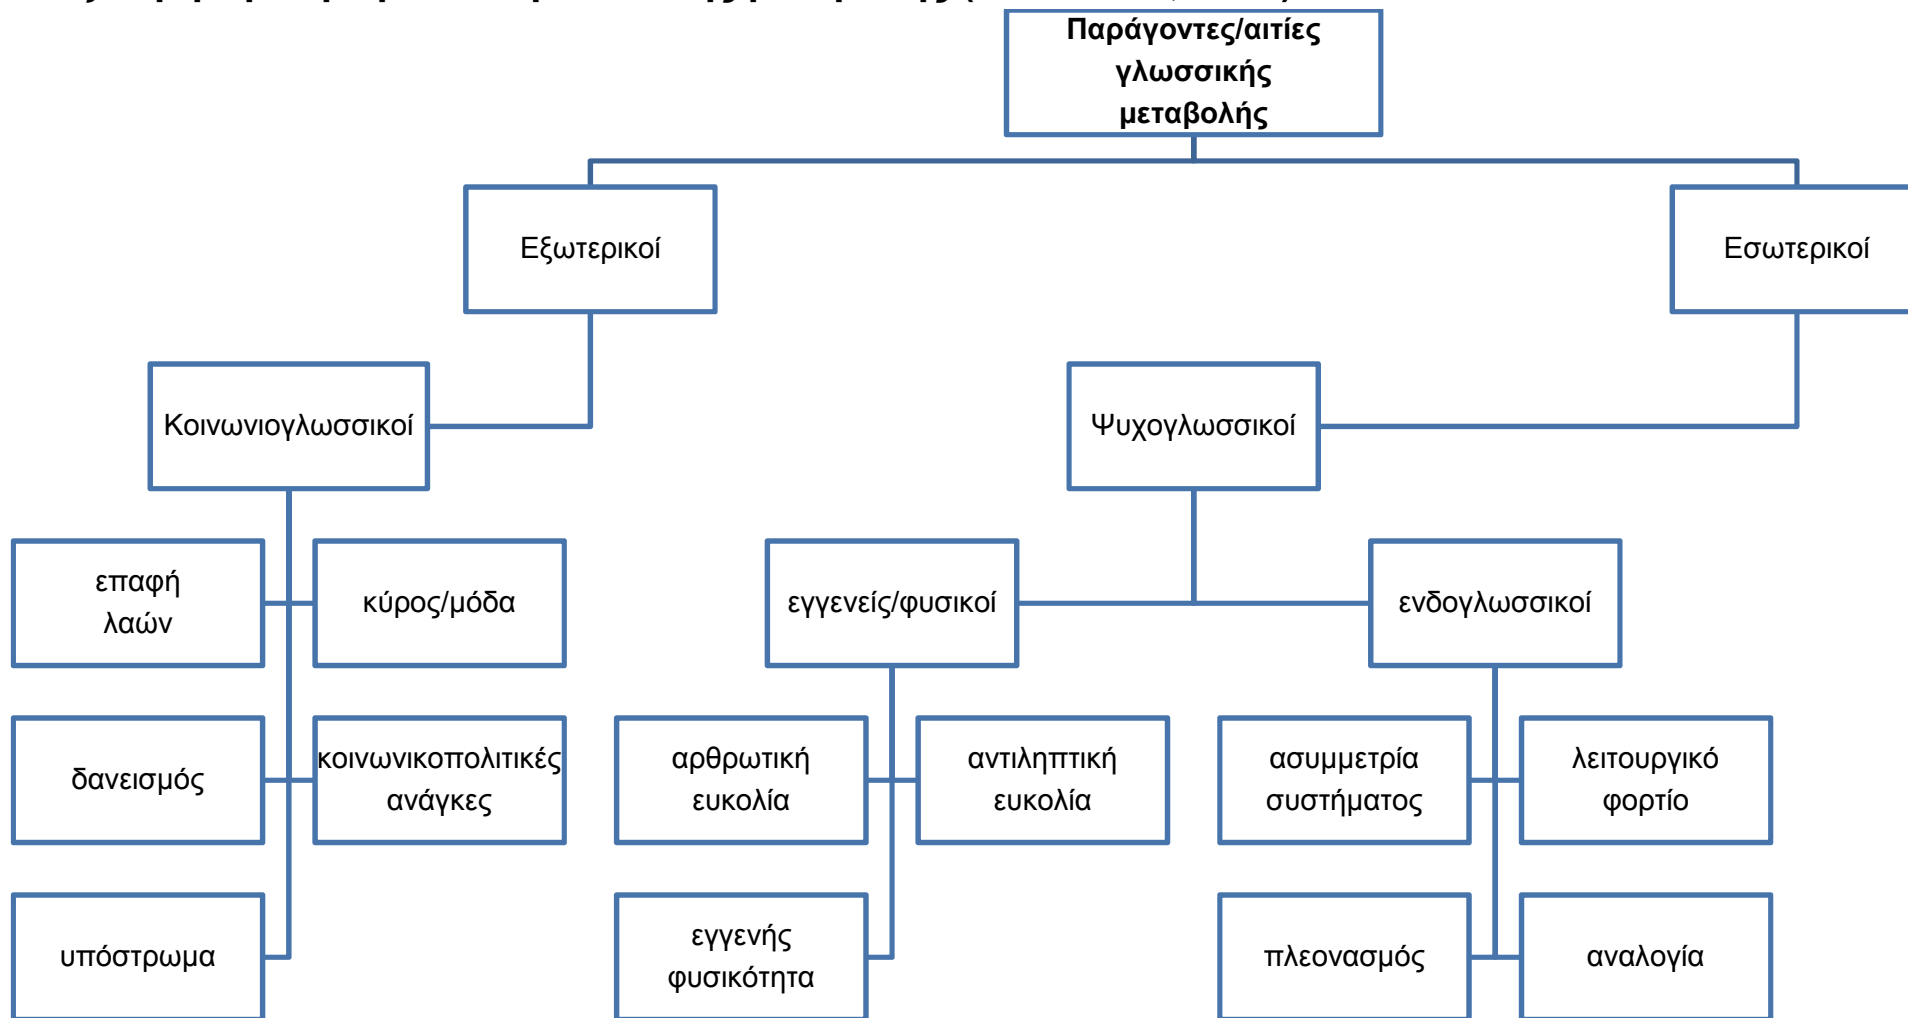 Παράγοντες/αιτίες
γλωσσικής
μεταβολής
Εξωτερικοί
Εσωτερικοί
Κοινωνιογλωσσικοί
Ψυχογλωσσικοί
επαφή
λαών
κύρος/μόδα
εγγενείς/φυσικοί
ενδογλωσσικοί
δανεισμός
κοινωνικοπολιτικές
ανάγκες
αρθρωτική
ευκολία
αντιληπτική
ευκολία
ασυμμετρία
συστήματος
λειτουργικό
φορτίο
υπόστρωμα
εγγενής
φυσικότητα
πλεονασμός
αναλογία